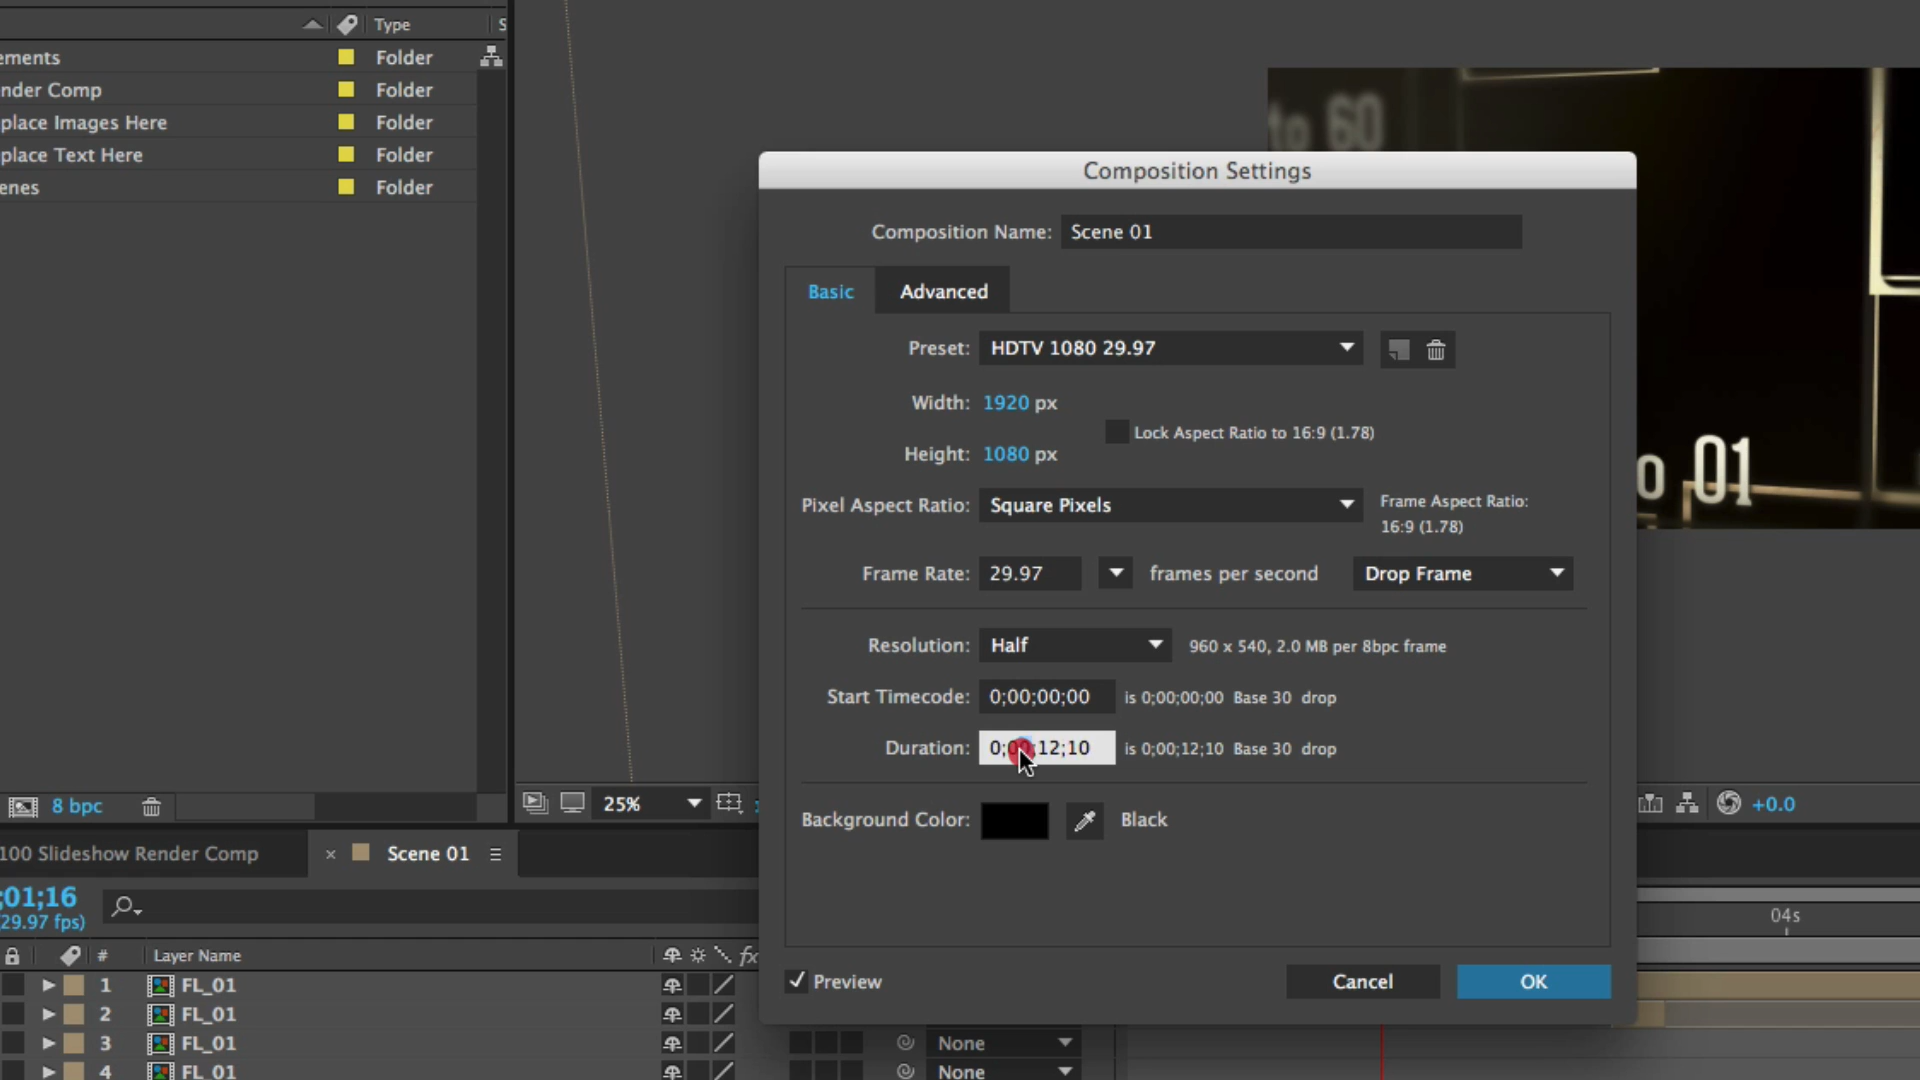 Type
ements Folder
nder Comp Folder
place Images Here Folder
place Text Here Folder
enes Folder
to 60
o 01
Composition Settings
Composition Name: Scene 01
Basic Advanced
Preset: HDTV 1080 29.97
Width: 1920 px
Lock Aspect Ratio to 16:9 (1.78)
Height: 1080 px
Pixel Aspect Ratio: Square Pixels
Frame Aspect Ratio:
16:9 (1.78)
Frame Rate: 29.97 frames per second Drop Frame
Resolution: Half 960 x 540, 2.0 MB per 8bpc frame
Start Timecode: 0;00;00;00 is 0;00;00;00 Base 30 drop
Duration: 0;00;12;10 is 0;00;12;10 Base 30 drop
Background Color: Black
Preview Cancel OK
8 bpc 25% +0.0
100 Slideshow Render Comp × Scene 01
;01;16
29.97 fps)
04s
# Layer Name fx
1 FL_01
2 FL_01
3 FL_01 None
4 FL_01 None